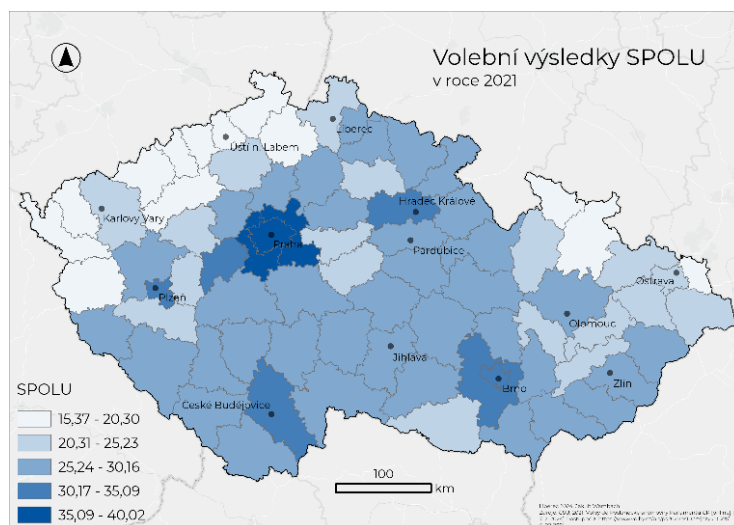 Volební výsledky SPOLU
v roce 2021
Liberec
Ústí n. Labem
Karlovy Vary
Hradec Králové
Praha
Pardubice
Plzeň
Ostrava
Olomouc
Jihlava
Zlín
Brno
České Budějovice
SPOLU
15,37 - 20,30
20,31 - 25,23
25,24 - 30,16
30,17 - 35,09
35,09 - 40,02
100
km